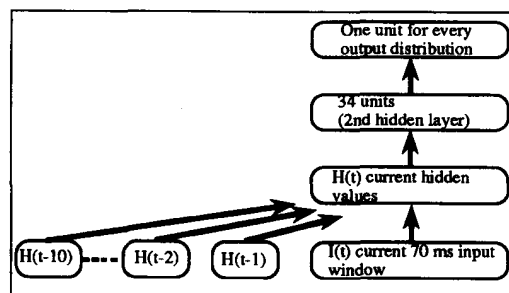 One unit for every
output distribution
34 units
(2nd hidden layer)
H(t) current hidden
values
H(t-10)
H(t-2)
H(t-1)
I(t) current 70 ms input
window